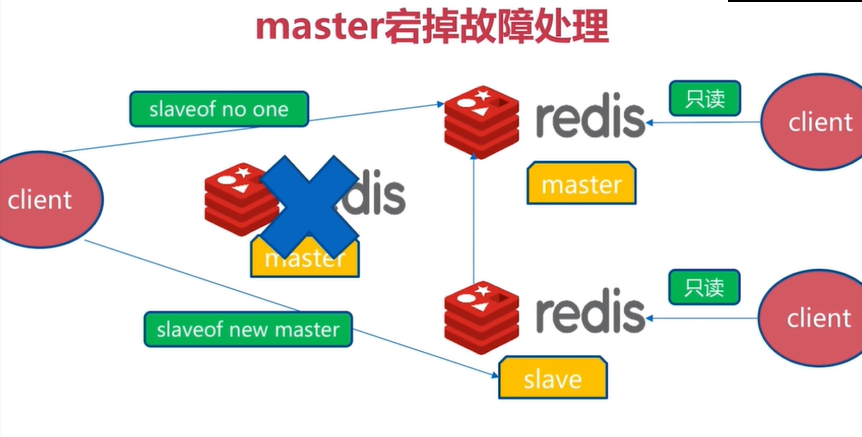 master宕掉故障处理
slaveof no one
redis
只读
client
master
client
dis
master
slaveof new master
redis
只读
client
slave